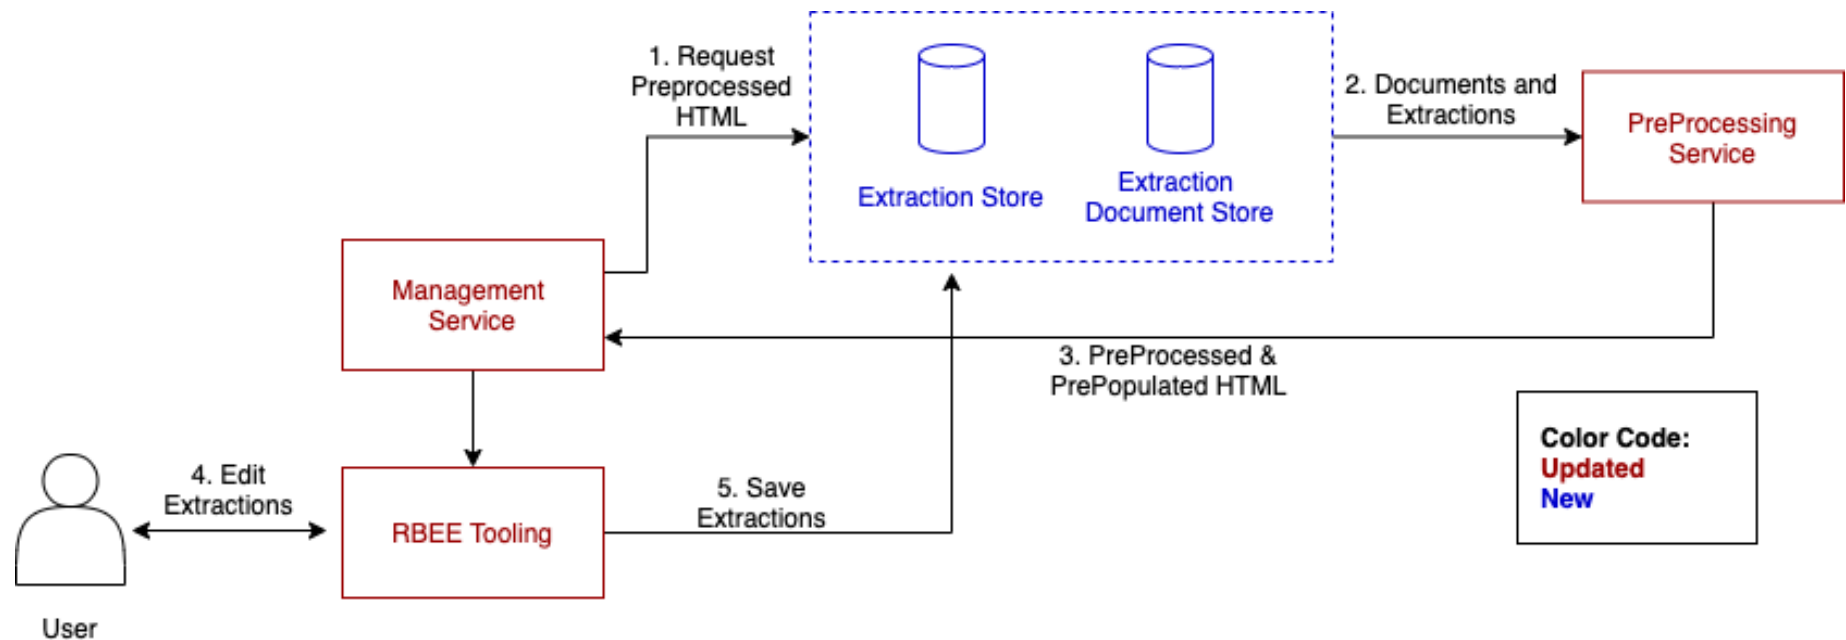 1. Request
Preprocessed
HTML
Extraction Store
Extraction
Document Store
2. Documents and
Extractions
PreProcessing
Service
Management
Service
3. PreProcessed &
PrePopulated HTML
4. Edit
Extractions
RBEE Tooling
5. Save
Extractions
User
Color Code:
Updated
New